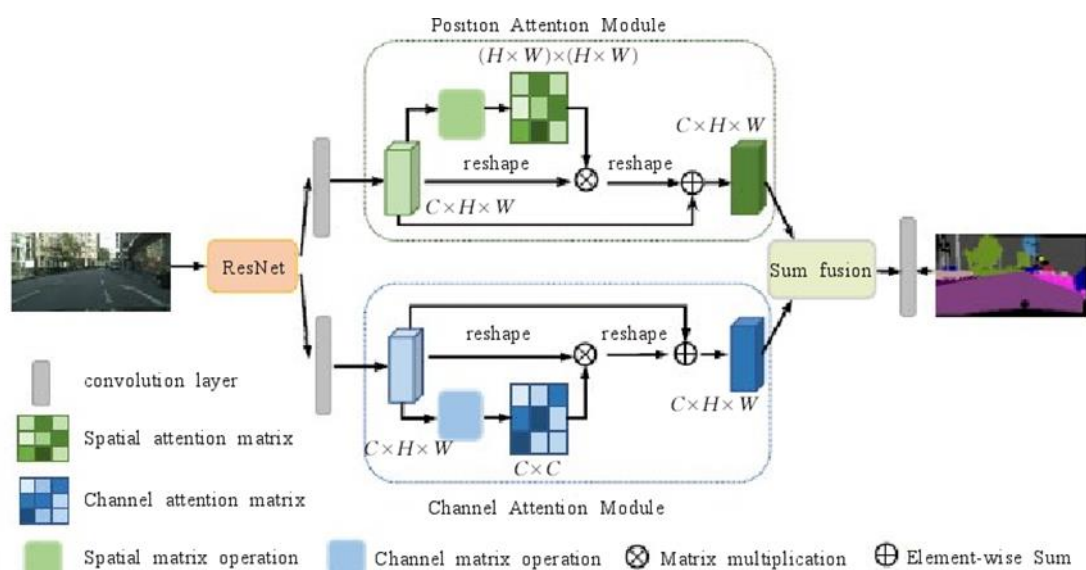 Position Attention Module
(H×W)×(H×W)
C×H×W
reshape
reshape
C×H×W
ResNet
Sum fusion
reshape
reshape
convolution layer
C×H×W
C×H×W
Spatial attention matrix
C×C
Channel attention matrix
Channel Attention Module
Spatial matrix operation
Channel matrix operation
Matrix multiplication
Element-wise Sum